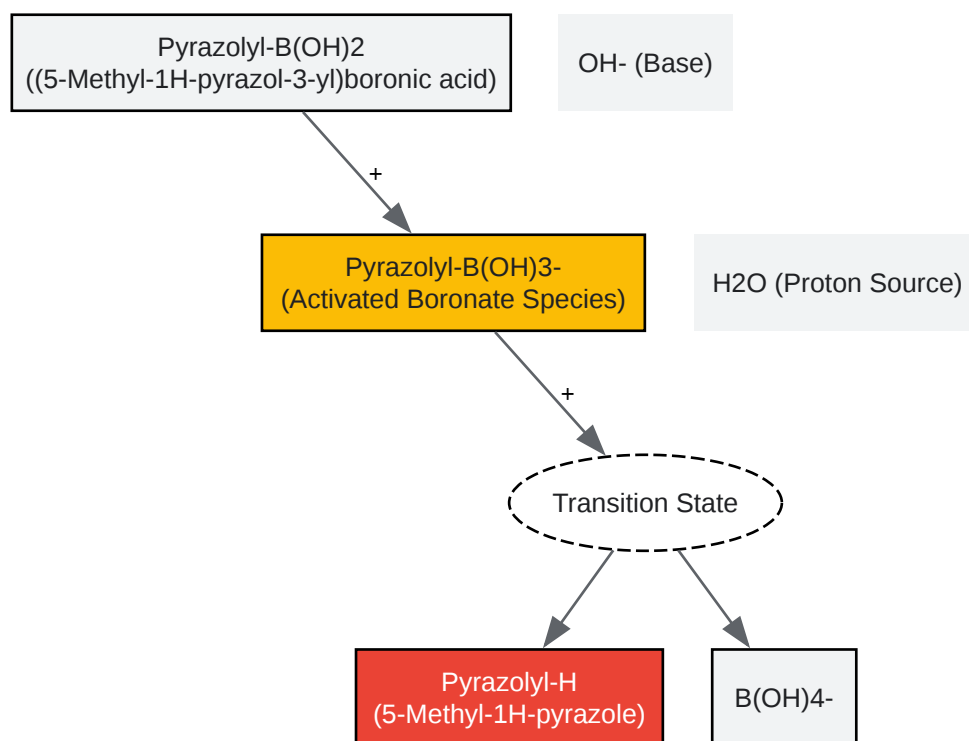 Pyrazolyl-B(OH)2
((5-Methyl-1H-pyrazol-3-yl)boronic acid)
OH- (Base)
+
Pyrazolyl-B(OH)3-
(Activated Boronate Species)
H2O (Proton Source)
+
Transition State
Pyrazolyl-H
(5-Methyl-1H-pyrazole)
B(OH)4-